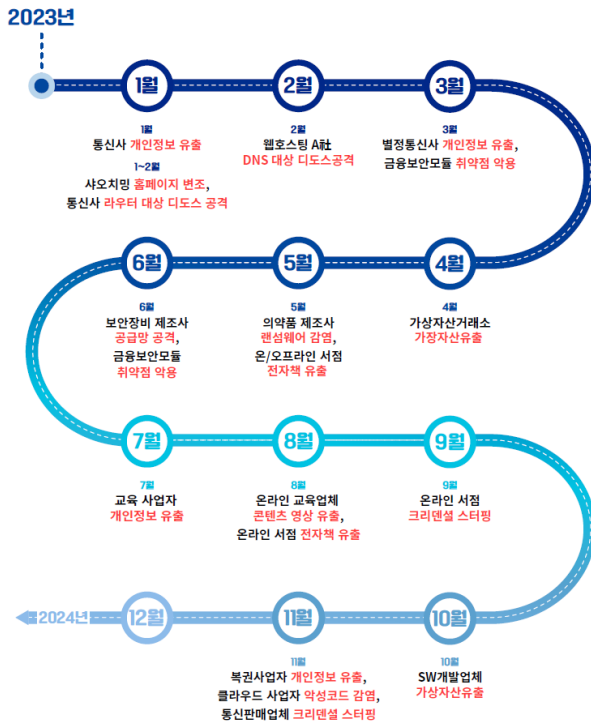 2023년
1월
2월
3월
1월
통신사 개인정보 유출
1~2월
샤오치밍 홈페이지 변조,
통신사 라우터 대상 디도스 공격
2월
웹호스팅 A社
DNS 대상 디도스공격
3월
별정통신사 개인정보 유출,
금융보안모듈 취약점 악용
6월
5월
4월
6월
보안장비 제조사
공급망 공격,
금융보안모듈
취약점 악용
5월
의약품 제조사
랜섬웨어 감염,
온/오프라인 서점
전자책 유출
4월
가상자산거래소
가장자산유출
7월
8월
9월
7월
교육 사업자
개인정보 유출
8월
온라인 교육업체
콘텐츠 영상 유출,
온라인 서점 전자책 유출
9월
온라인 서점
크리덴셜 스터핑
2024년
12월
11월
10월
11월
복권사업자 개인정보 유출,
클라우드 사업자 악성코드 감염,
통신판매업체 크리덴셜 스터핑
10월
SW개발업체
가상자산유출